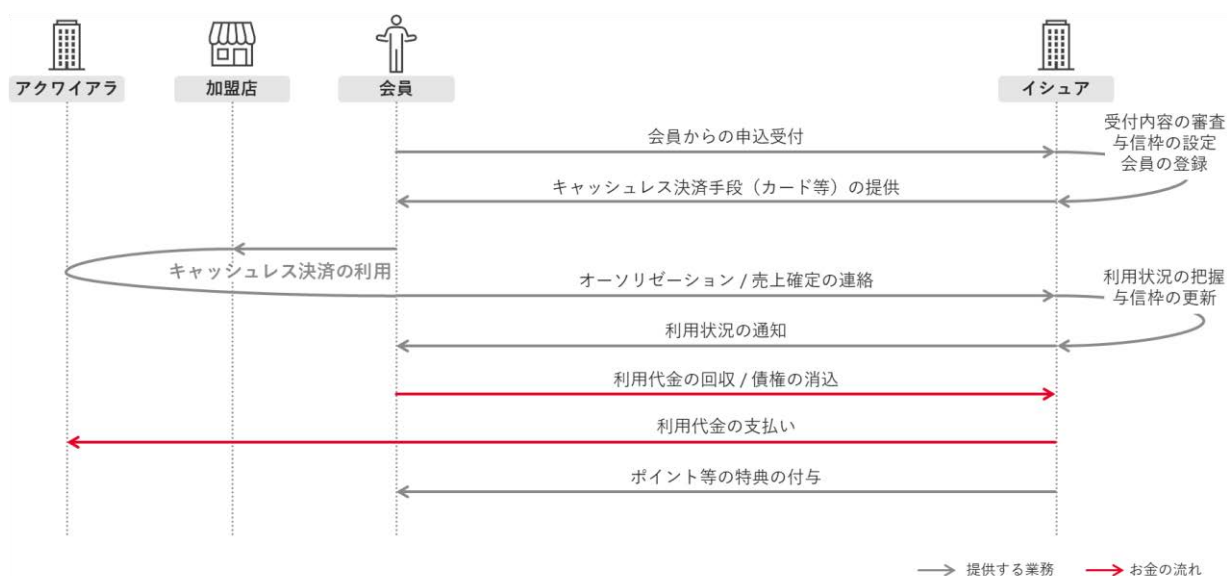 アクワイアラ
加盟店
会員
イシュア
会員からの申込受付
受付内容の審査
与信枠の設定
会員の登録
キャッシュレス決済手段（カード等）の提供
キャッシュレス決済の利用
オーソリゼーション / 売上確定の連絡
利用状況の把握
与信枠の更新
利用状況の通知
利用代金の回収 / 債権の消込
利用代金の支払い
ポイント等の特典の付与
提供する業務
お金の流れ